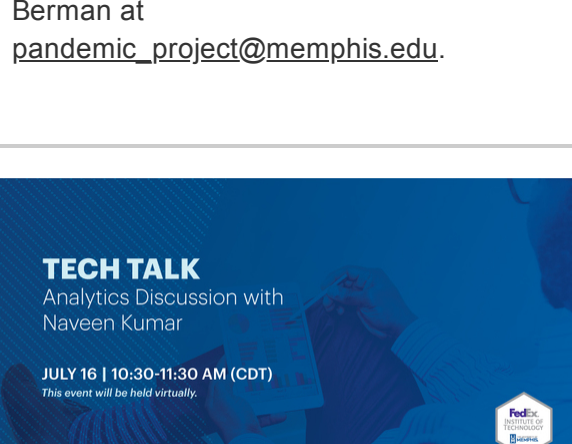 Berman at
pandemic_project@memphis.edu.
TECH TALK
Analytics Discussion with
Naveen Kumar
JULY 16 | 10:30-11:30 AM (CDT)
This event will be held virtually.
FedEx.
INSTITUTE OF
TECHNOLOGY
MEMPHIS